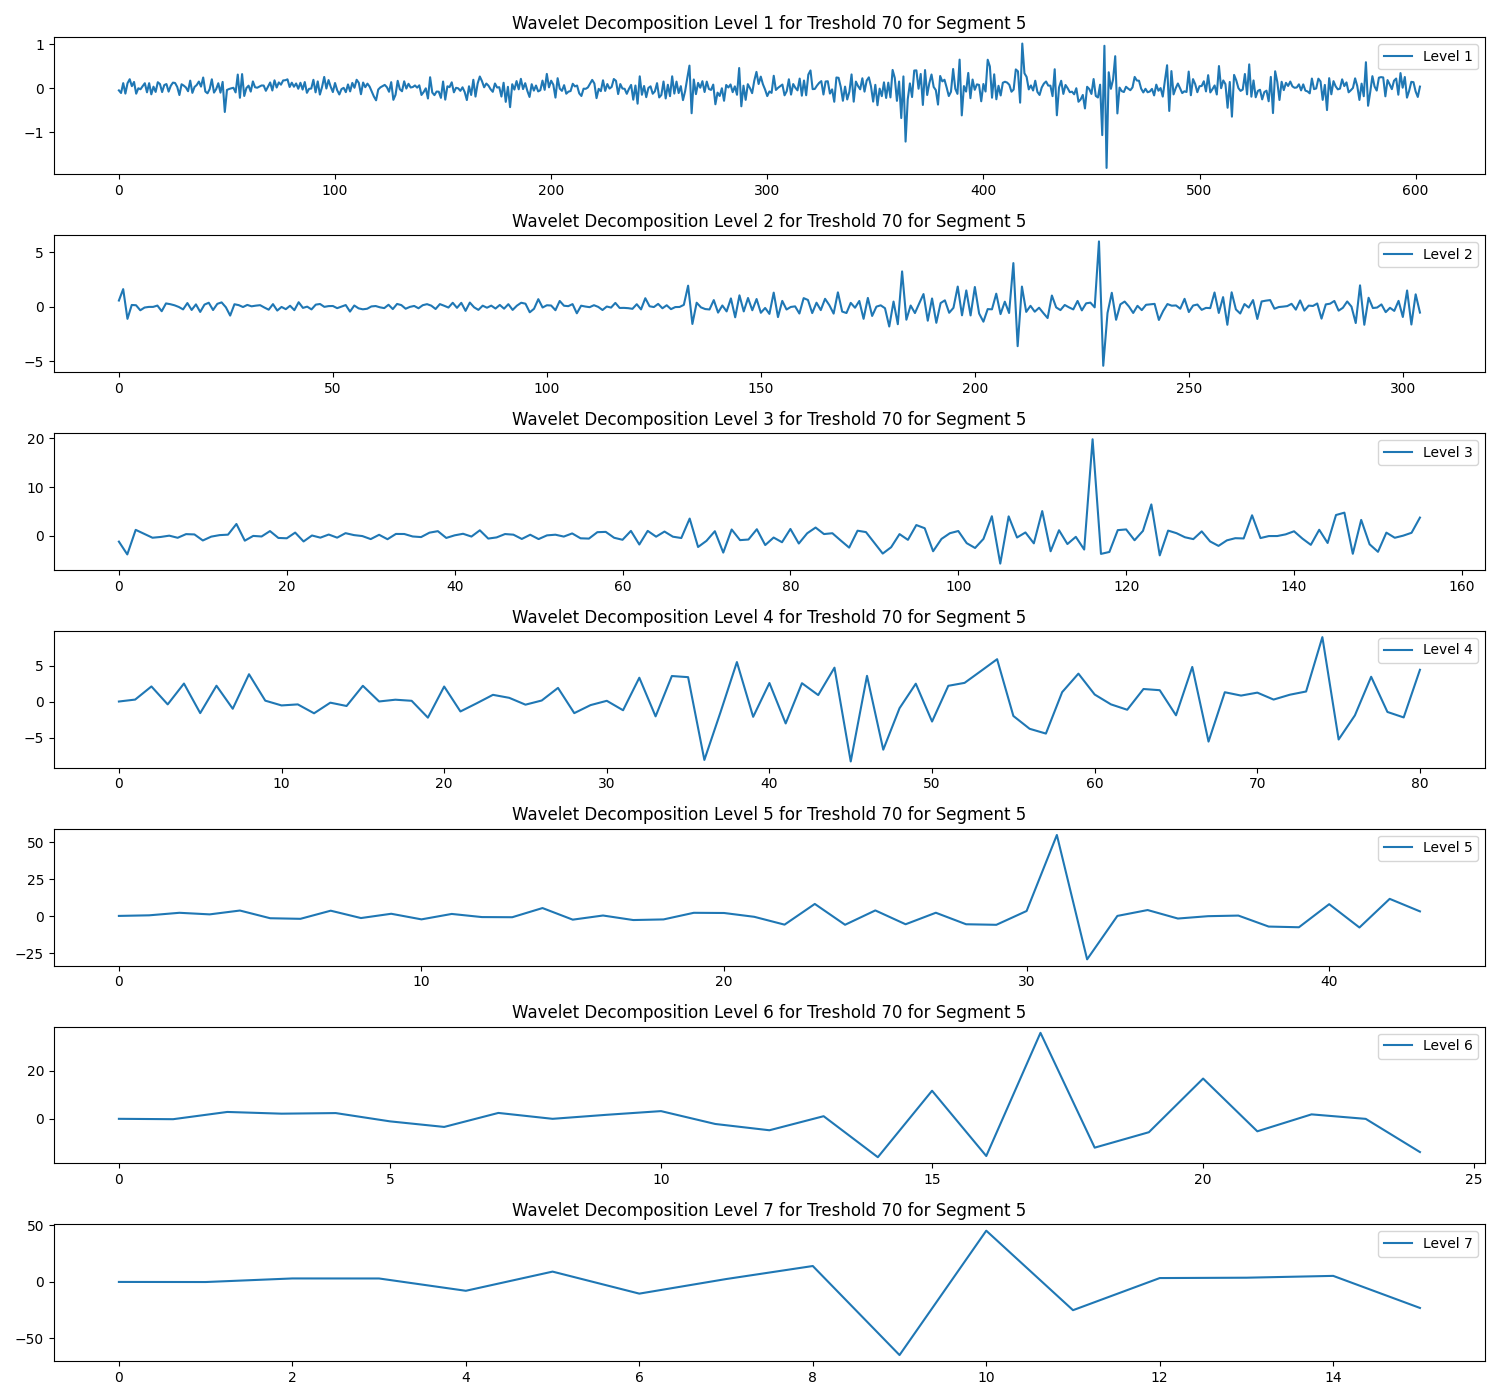 Wavelet Decomposition Level 1 for Treshold 70 for Segment 5
1
0
−1
Level 1
0 100 200 300 400 500 600
Wavelet Decomposition Level 2 for Treshold 70 for Segment 5
5
0
−5
Level 2
0 50 100 150 200 250 300
Wavelet Decomposition Level 3 for Treshold 70 for Segment 5
20
10
0
Level 3
0 20 40 60 80 100 120 140 160
Wavelet Decomposition Level 4 for Treshold 70 for Segment 5
5
0
−5
Level 4
0 10 20 30 40 50 60 70 80
Wavelet Decomposition Level 5 for Treshold 70 for Segment 5
50
25
0
−25
Level 5
0 10 20 30 40
Wavelet Decomposition Level 6 for Treshold 70 for Segment 5
20
0
Level 6
0 5 10 15 20 25
Wavelet Decomposition Level 7 for Treshold 70 for Segment 5
50
0
−50
Level 7
0 2 4 6 8 10 12 14